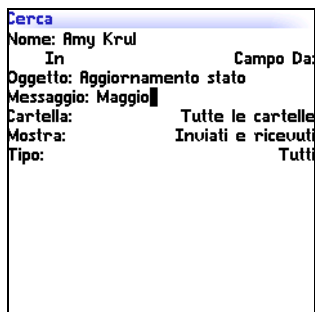 Cerca
Nome: Amy Krul
In Campo Da:
Oggetto: Aggiornamento stato
Messaggio: Maggio
Cartella: Tutte le cartelle
Mostra: Inviati e ricevuti
Tipo: Tutti